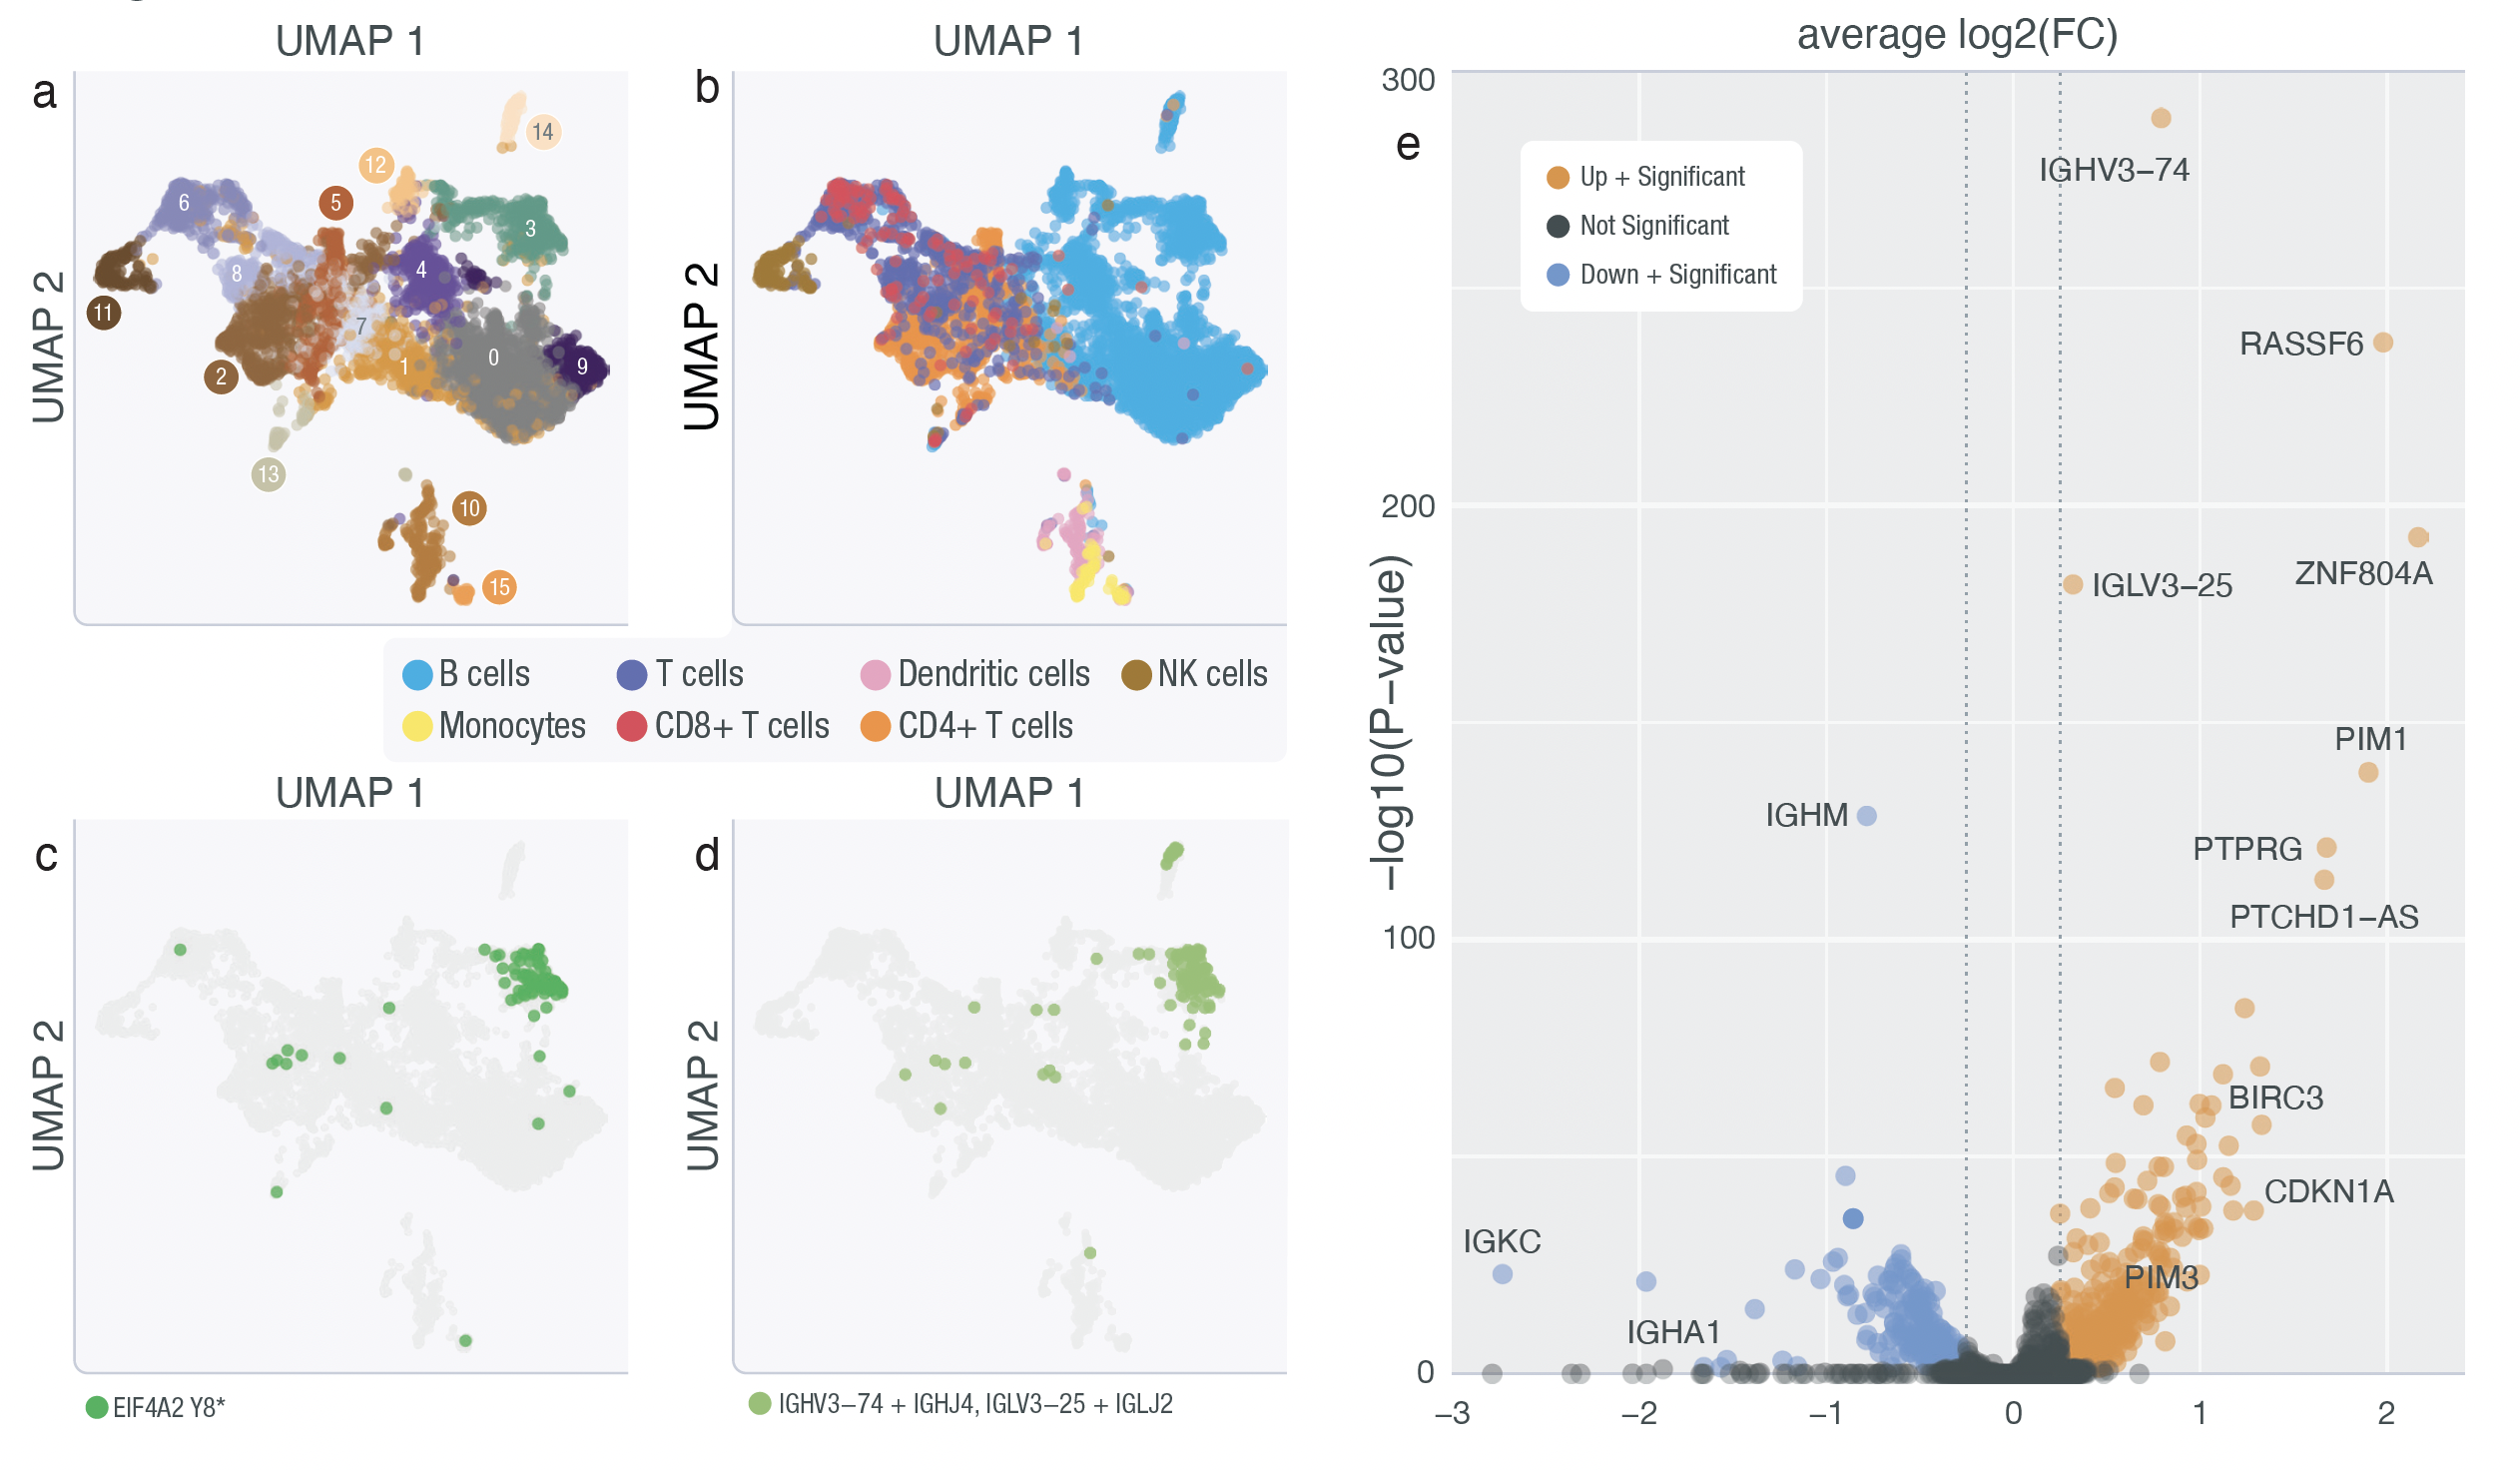 UMAP 1
UMAP 1
average log2(FC)
a
UMAP 2
14
12
6
5
3
4
8
11
7
0
1
9
2
13
10
15
b
UMAP 2
B cells
T cells
Dendritic cells
NK cells
Monocytes
CD8+ T cells
CD4+ T cells
UMAP 1
UMAP 1
c
UMAP 2
EIF4A2 Y8*
d
UMAP 2
IGHV3–74 + IGHJ4, IGLV3–25 + IGLJ2
e
–log10(P–value)
300
200
100
0
Up + Significant
Not Significant
Down + Significant
IGHV3–74
RASSF6
ZNF804A
IGLV3–25
PIM1
IGHM
PTPRG
PTCHD1–AS
BIRC3
CDKN1A
IGKC
PIM3
IGHA1
–3
–2
–1
0
1
2